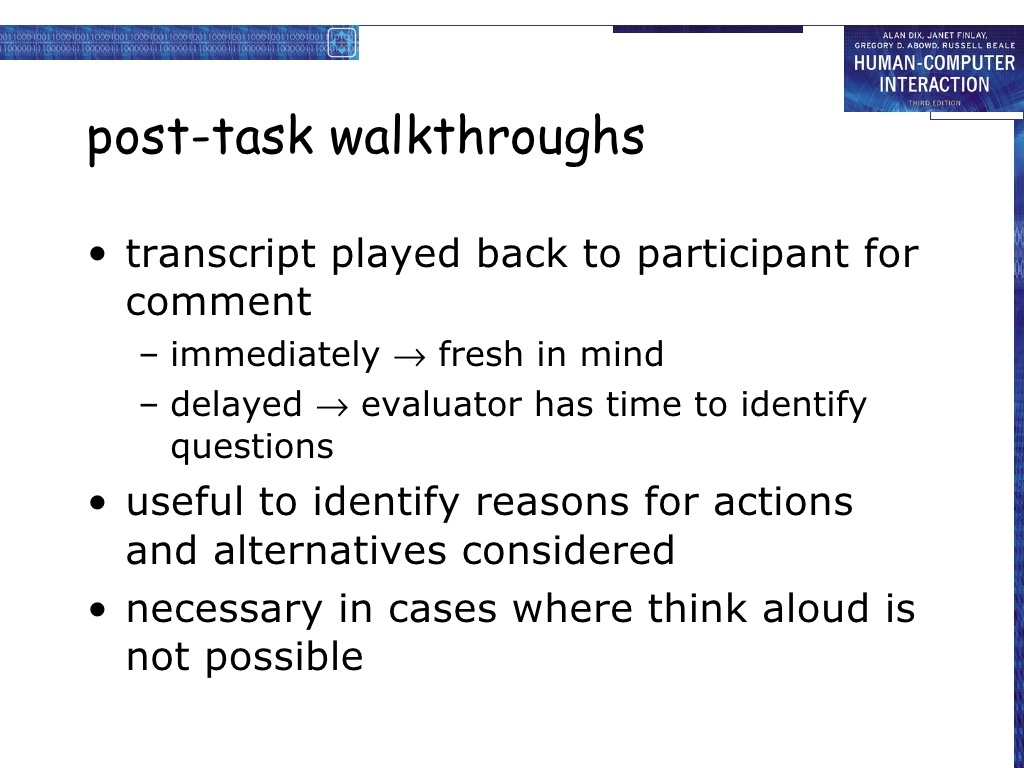 ALAN DIX, JANET FINLAY,
GREGORY D. ABOWD, RUSSELL BEALE
HUMAN-COMPUTER
INTERACTION
THIRD EDITION
post-task walkthroughs
• transcript played back to participant for
comment
– immediately → fresh in mind
– delayed → evaluator has time to identify
questions
• useful to identify reasons for actions
and alternatives considered
• necessary in cases where think aloud is
not possible